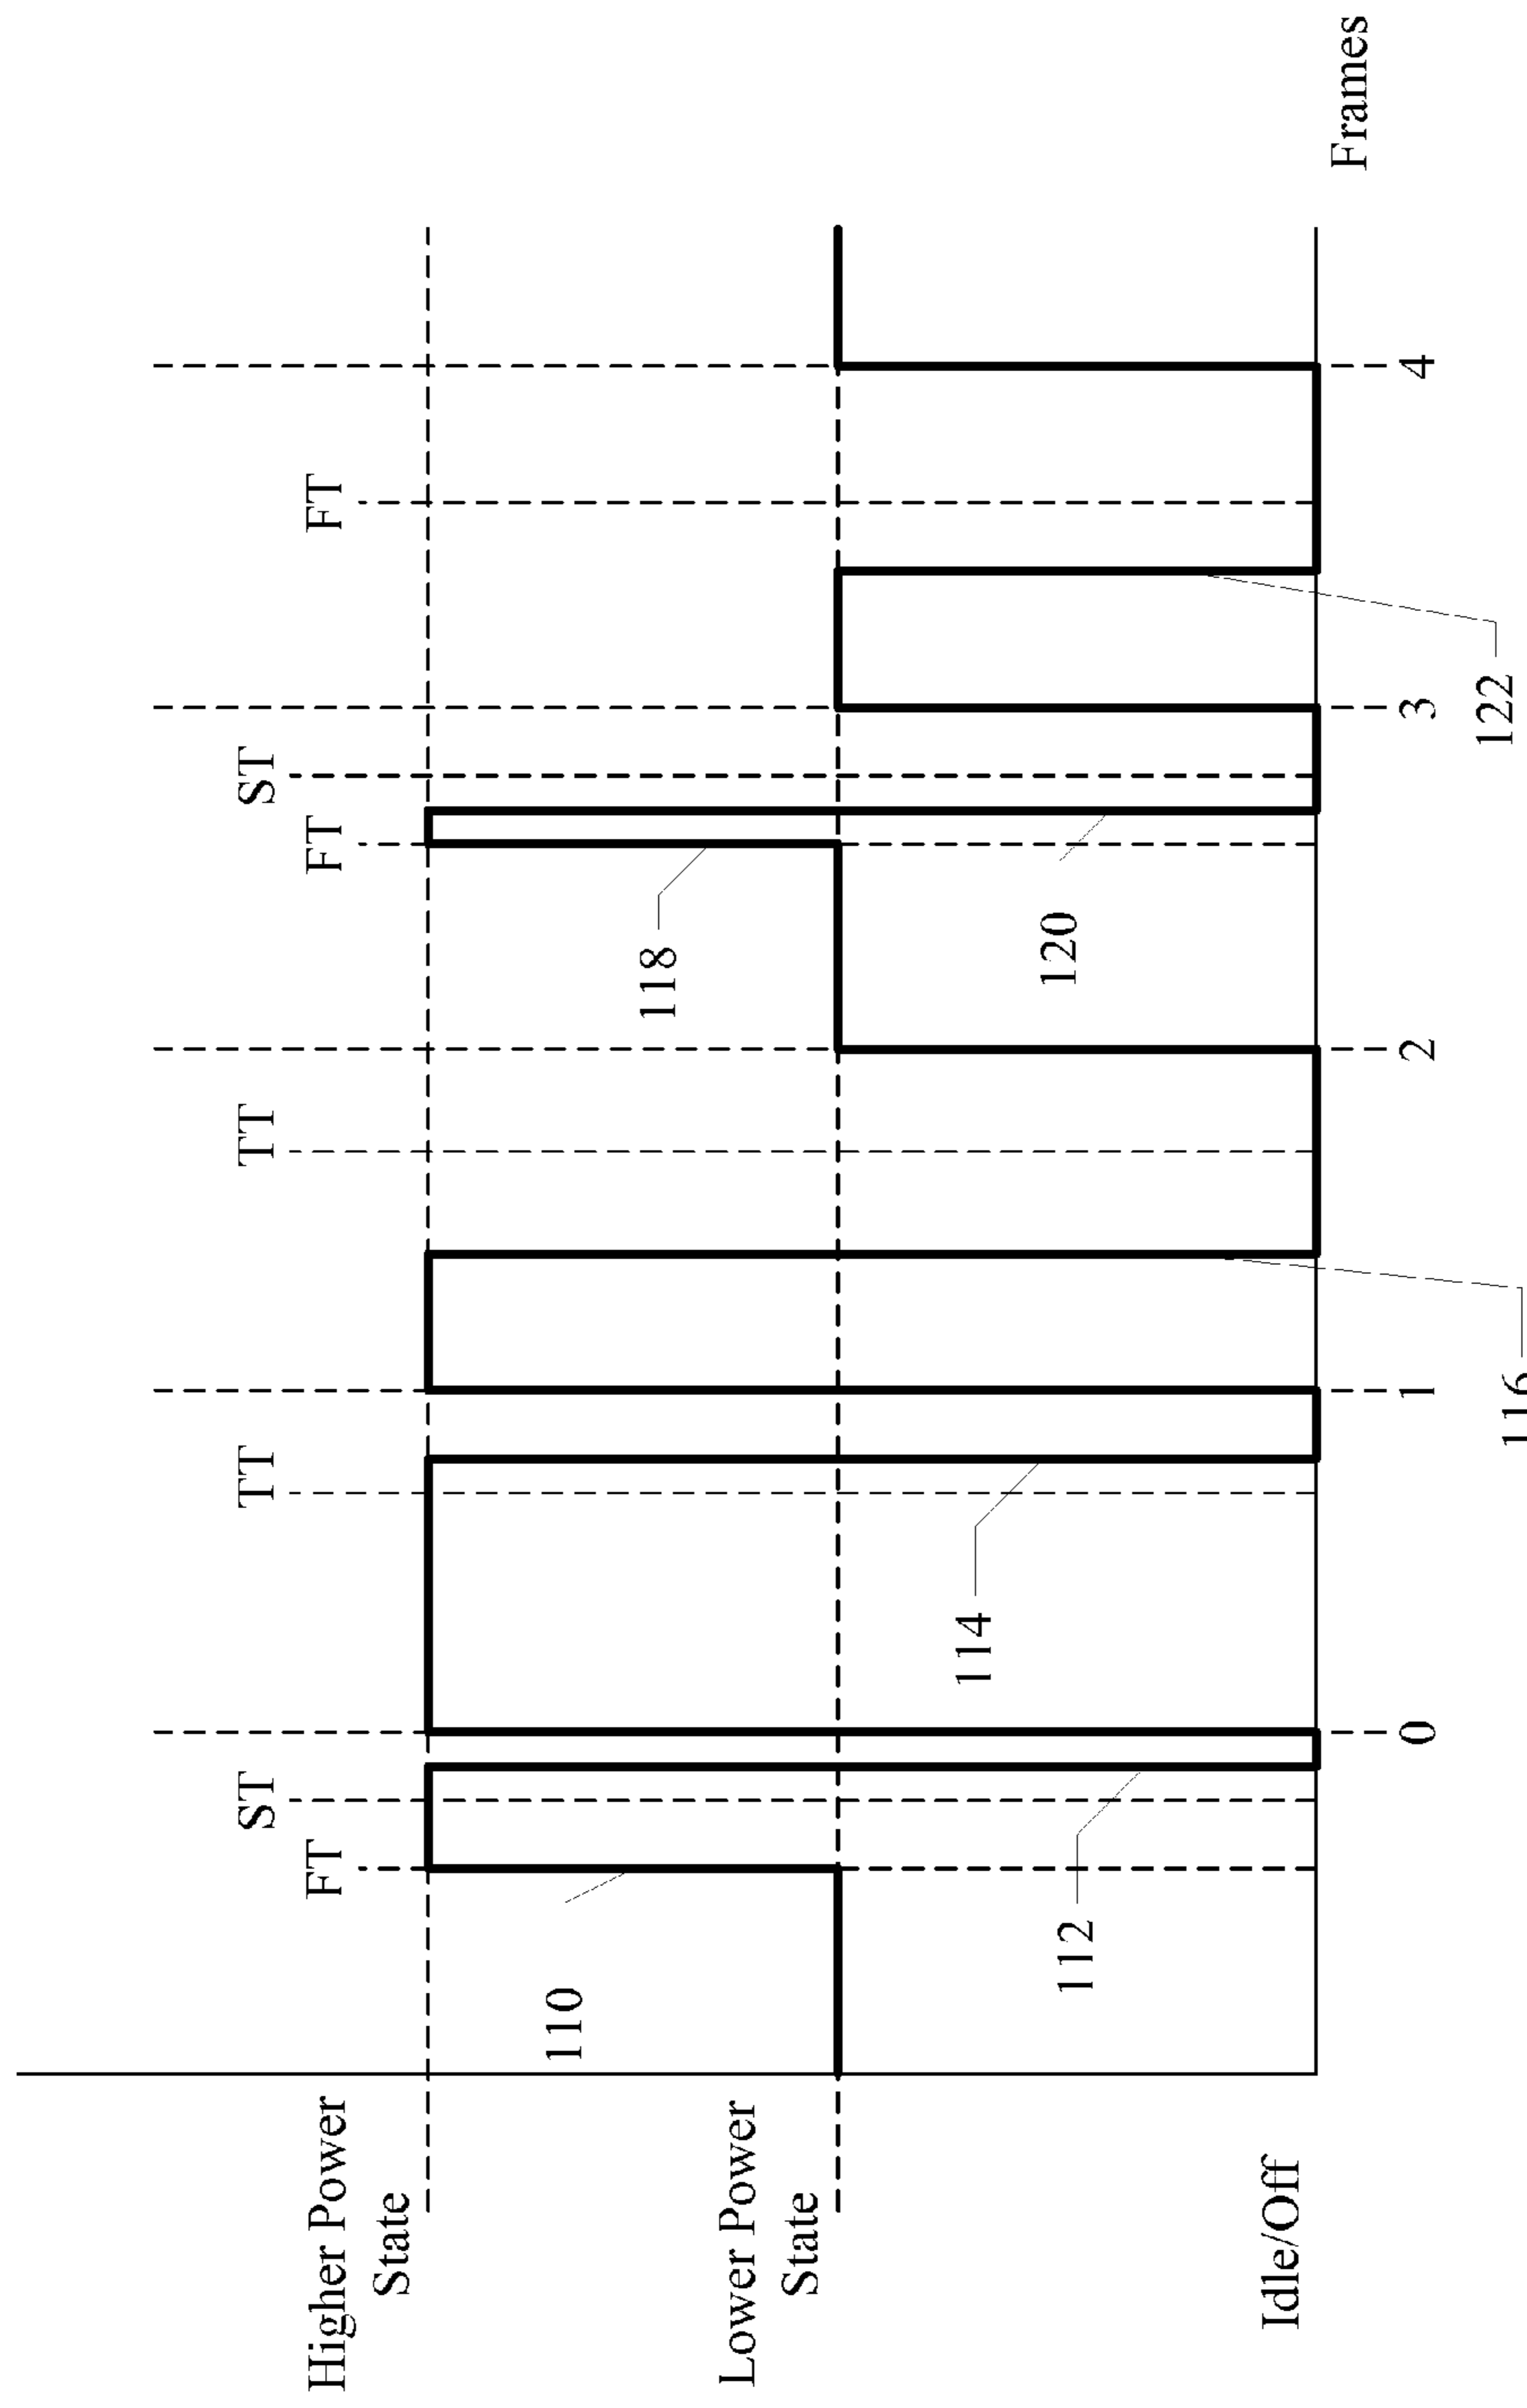 Higher Power
State
Lower Power
State
Idle/Off
FT
ST
TT
TT
FT
ST
FT
110
112
114
116
118
120
122
0
1
2
3
4
Frames